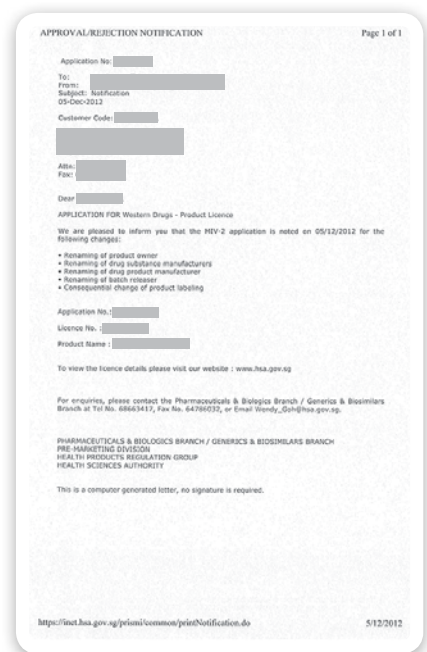 APPROVAL/REJECTION NOTIFICATION Page 1 of 1
Application No:
To:
From:
Subject: Notification
05-Dec-2012
Customer Code:
Attn:
Fax:
Dear
APPLICATION FOR Western Drugs - Product Licence
We are pleased to inform you that the MIV-2 application is noted on 05/12/2012 for the
following changes:
• Renaming of product owner
• Renaming of drug substance manufacturers
• Renaming of drug product manufacturer
• Renaming of batch releaser
• Consequential change of product labeling
Application No.:
Licence No. :
Product Name :
To view the licence details please visit our website : www.hsa.gov.sg
For enquiries, please contact the Pharmaceuticals & Biologics Branch / Generics & Biosimilars
Branch at Tel No. 68663417, Fax No. 64786032, or Email Wendy_Goh@hsa.gov.sg.
PHARMACEUTICALS & BIOLOGICS BRANCH / GENERICS & BIOSIMILARS BRANCH
PRE-MARKETING DIVISION
HEALTH PRODUCTS REGULATION GROUP
HEALTH SCIENCES AUTHORITY
This is a computer generated letter, no signature is required.
https://inet.hsa.gov.sg/prismi/common/printNotification.do 5/12/2012